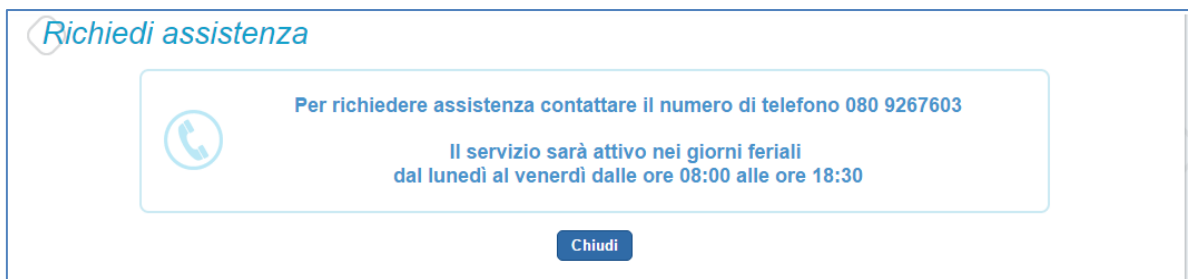 Richiedi assistenza
Per richiedere assistenza contattare il numero di telefono 080 9267603
Il servizio sarà attivo nei giorni feriali
dal lunedì al venerdì dalle ore 08:00 alle ore 18:30
Chiudi